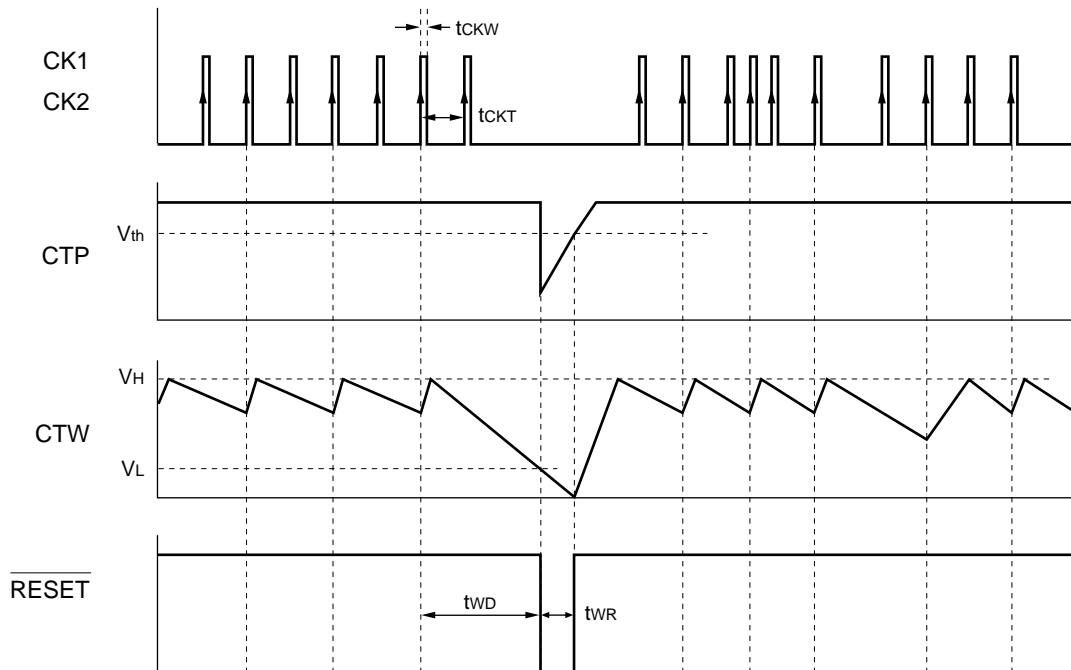 tCKW
CK1
CK2
tCKT
Vth
CTP
VH
CTW
VL
RESET
tWD
tWR